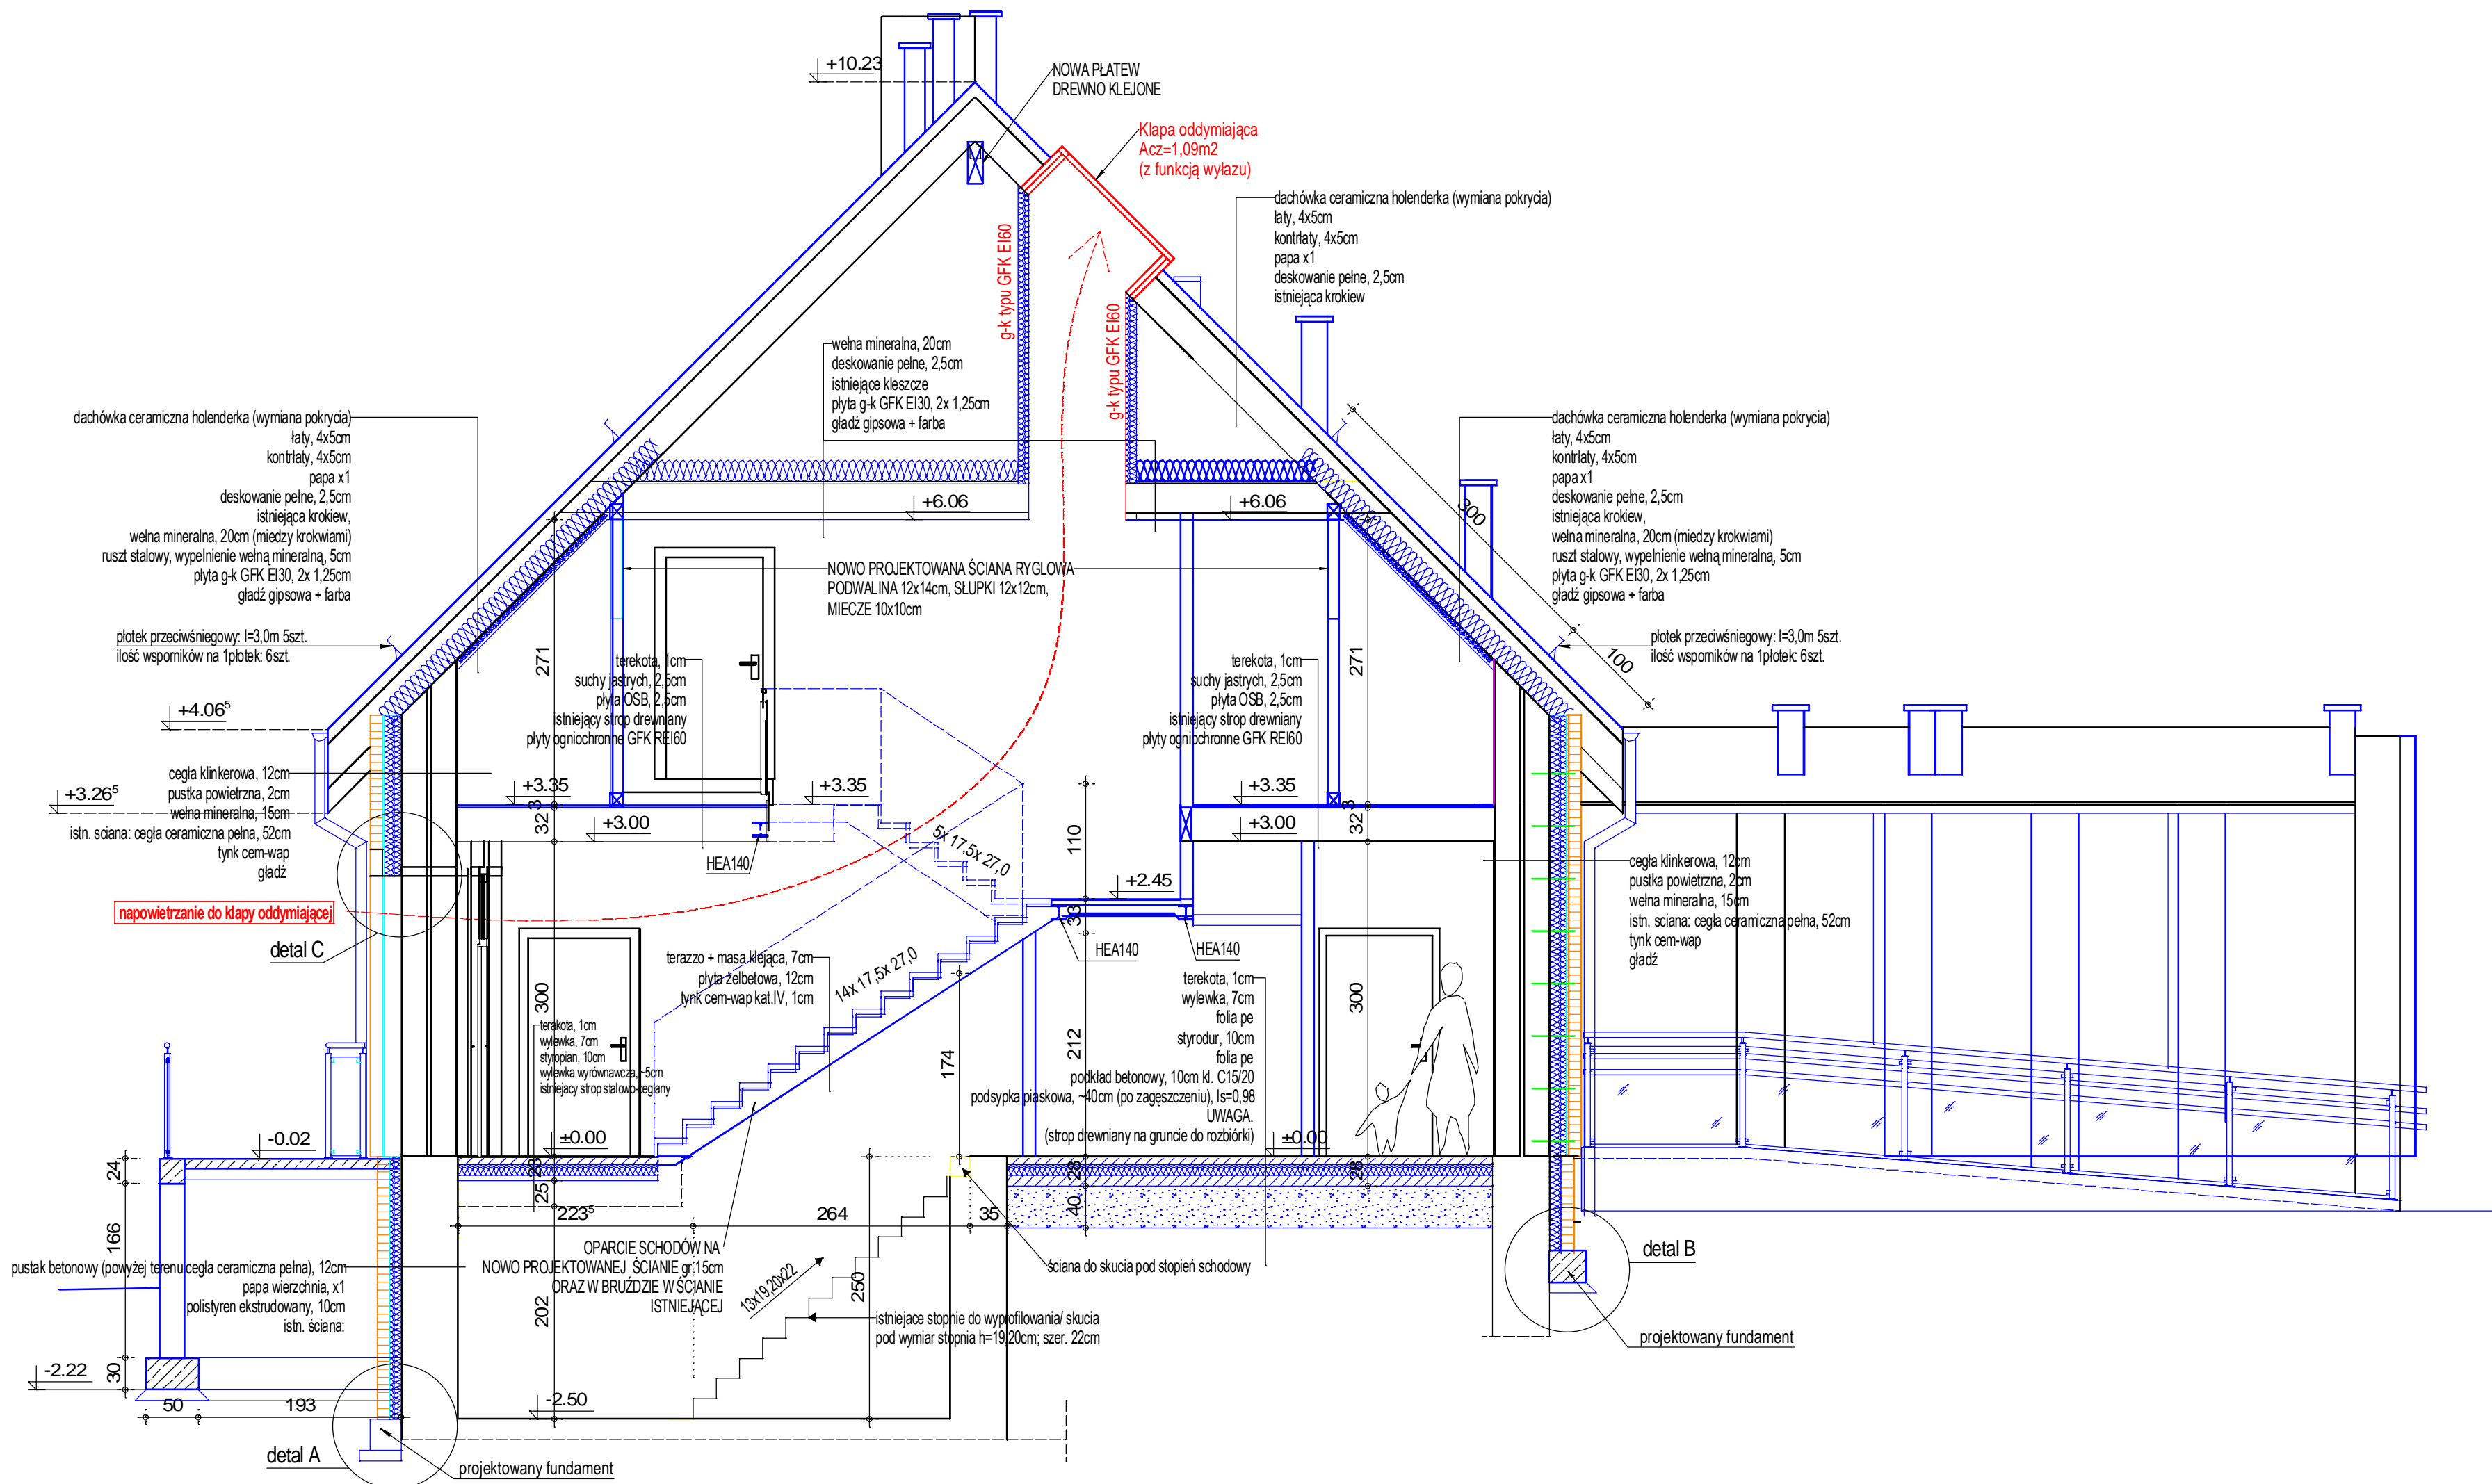 +10.23
NOWA PŁATEW
DREWNO KLEJONE
Klapa oddymiająca
Acz=1,09m2
(z funkcją wyłazu)
dachówka ceramiczna holenderka (wymiana pokrycia)
łaty, 4x5cm
kontrłaty, 4x5cm
papa x1
deskowanie pełne, 2,5cm
istniejąca krokiew
g-k typu GFK EI60
g-k typu GFK EI60
wełna mineralna, 20cm
deskowanie pełne, 2,5cm
istniejące kleszcze
płyta g-k GFK EI30, 2x 1,25cm
gładź gipsowa + farba
dachówka ceramiczna holenderka (wymiana pokrycia)
łaty, 4x5cm
kontrłaty, 4x5cm
papa x1
deskowanie pełne, 2,5cm
istniejąca krokiew,
wełna mineralna, 20cm (miedzy krokwiami)
ruszt stalowy, wypełnienie wełną mineralną, 5cm
płyta g-k GFK EI30, 2x 1,25cm
gładź gipsowa + farba
dachówka ceramiczna holenderka (wymiana pokrycia)
łaty, 4x5cm
kontrłaty, 4x5cm
papa x1
deskowanie pełne, 2,5cm
istniejąca krokiew,
wełna mineralna, 20cm (miedzy krokwiami)
ruszt stalowy, wypełnienie wełną mineralną, 5cm
płyta g-k GFK EI30, 2x 1,25cm
gładź gipsowa + farba
300
100
+6.06
+6.06
NOWO PROJEKTOWANA ŚCIANA RYGLOWA
PODWALINA 12x14cm, SŁUPKI 12x12cm,
MIECZE 10x10cm
płotek przeciwśniegowy: l=3,0m 5szt.
ilość wsporników na 1płotek: 6szt.
płotek przeciwśniegowy: l=3,0m 5szt.
ilość wsporników na 1płotek: 6szt.
271
271
terekota, 1cm
suchy jastrych, 2,5cm
płyta OSB, 2,5cm
istniejący strop drewniany
płyty ogniochronne GFK REI60
terekota, 1cm
suchy jastrych, 2,5cm
płyta OSB, 2,5cm
istniejący strop drewniany
płyty ogniochronne GFK REI60
+4.06⁵
+3.26⁵
cegła klinkerowa, 12cm
pustka powietrzna, 2cm
wełna mineralna, 15cm
istn. sciana: cegła ceramiczna pełna, 52cm
tynk cem-wap
gładź
+3.35
+3.35
+3.35
3
32
+3.00
+3.00
3
32
HEA140
5x 17,5x 27,0
110
+2.45
33
HEA140
HEA140
cegła klinkerowa, 12cm
pustka powietrzna, 2cm
wełna mineralna, 15cm
istn. sciana: cegła ceramiczna pełna, 52cm
tynk cem-wap
gładź
napowietrzanie do klapy oddymiającej
detal C
terazzo + masa klejąca, 7cm
płyta żelbetowa, 12cm
tynk cem-wap kat.IV, 1cm
14x 17,5x 27,0
300
300
212
174
terakota, 1cm
wylewka, 7cm
styropian, 10cm
wylewka wyrównawcza, ~5cm
istniejacy strop stalowo-ceglany
terekota, 1cm
wylewka, 7cm
folia pe
styrodur, 10cm
folia pe
podkład betonowy, 10cm kl. C15/20
podsypka piaskowa, ~40cm (po zagęszczeniu), Is=0,98
UWAGA.
(strop drewniany na gruncie do rozbiórki)
-0.02
±0.00
±0.00
24
23
25
28
40
28
166
223⁵
264
35
OPARCIE SCHODÓW NA
NOWO PROJEKTOWANEJ ŚCIANIE gr.15cm
ORAZ W BRUŹDZIE W ŚCIANIE
ISTNIEJĄCEJ
13x19,20x22
250
202
ściana do skucia pod stopień schodowy
istniejace stopnie do wyprofilowania/ skucia
pod wymiar stopnia h=19,20cm; szer. 22cm
pustak betonowy (powyżej terenu cegła ceramiczna pełna), 12cm
papa wierzchnia, x1
polistyren ekstrudowany, 10cm
istn. ściana:
detal B
projektowany fundament
-2.22
30
50
193
-2.50
detal A
projektowany fundament